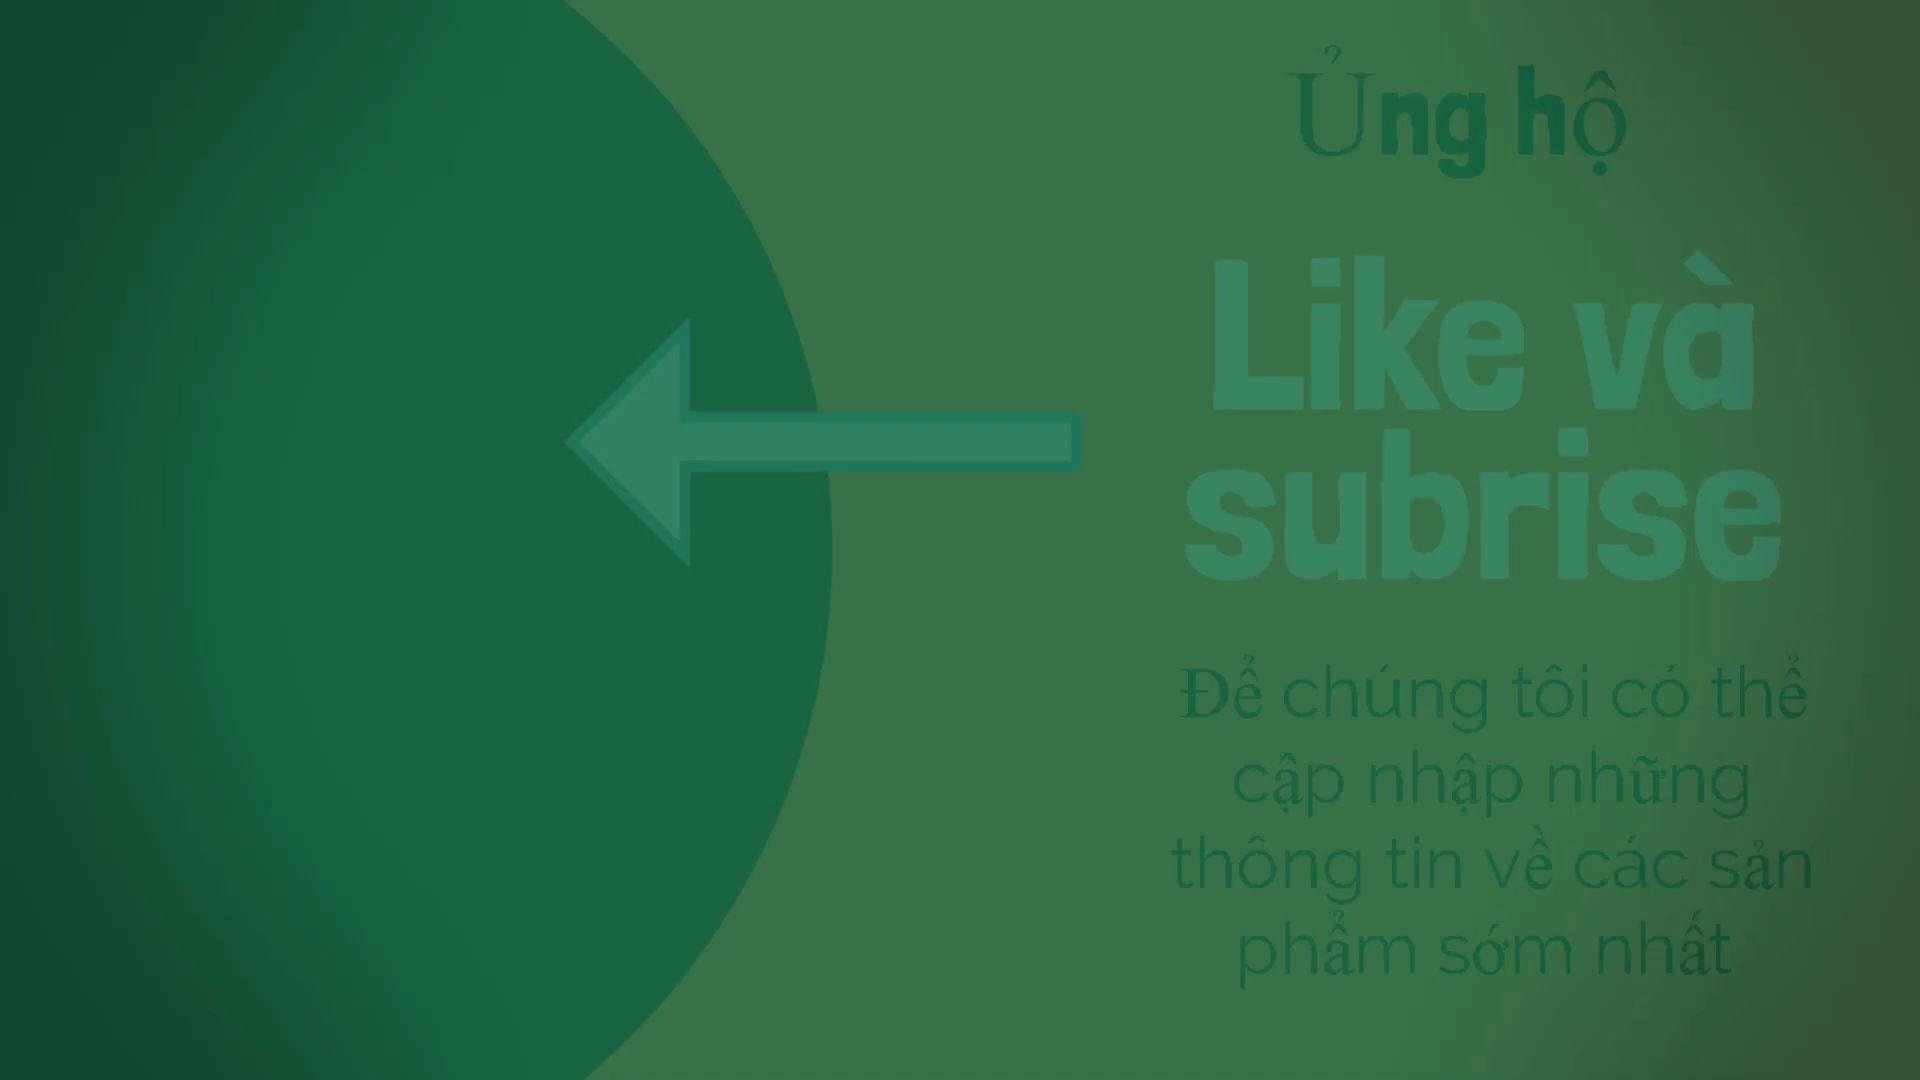 Ủng hộ
Like và
subrise
Để chúng tôi có thể
cập nhập những
thông tin về các sản
phẩm sớm nhất